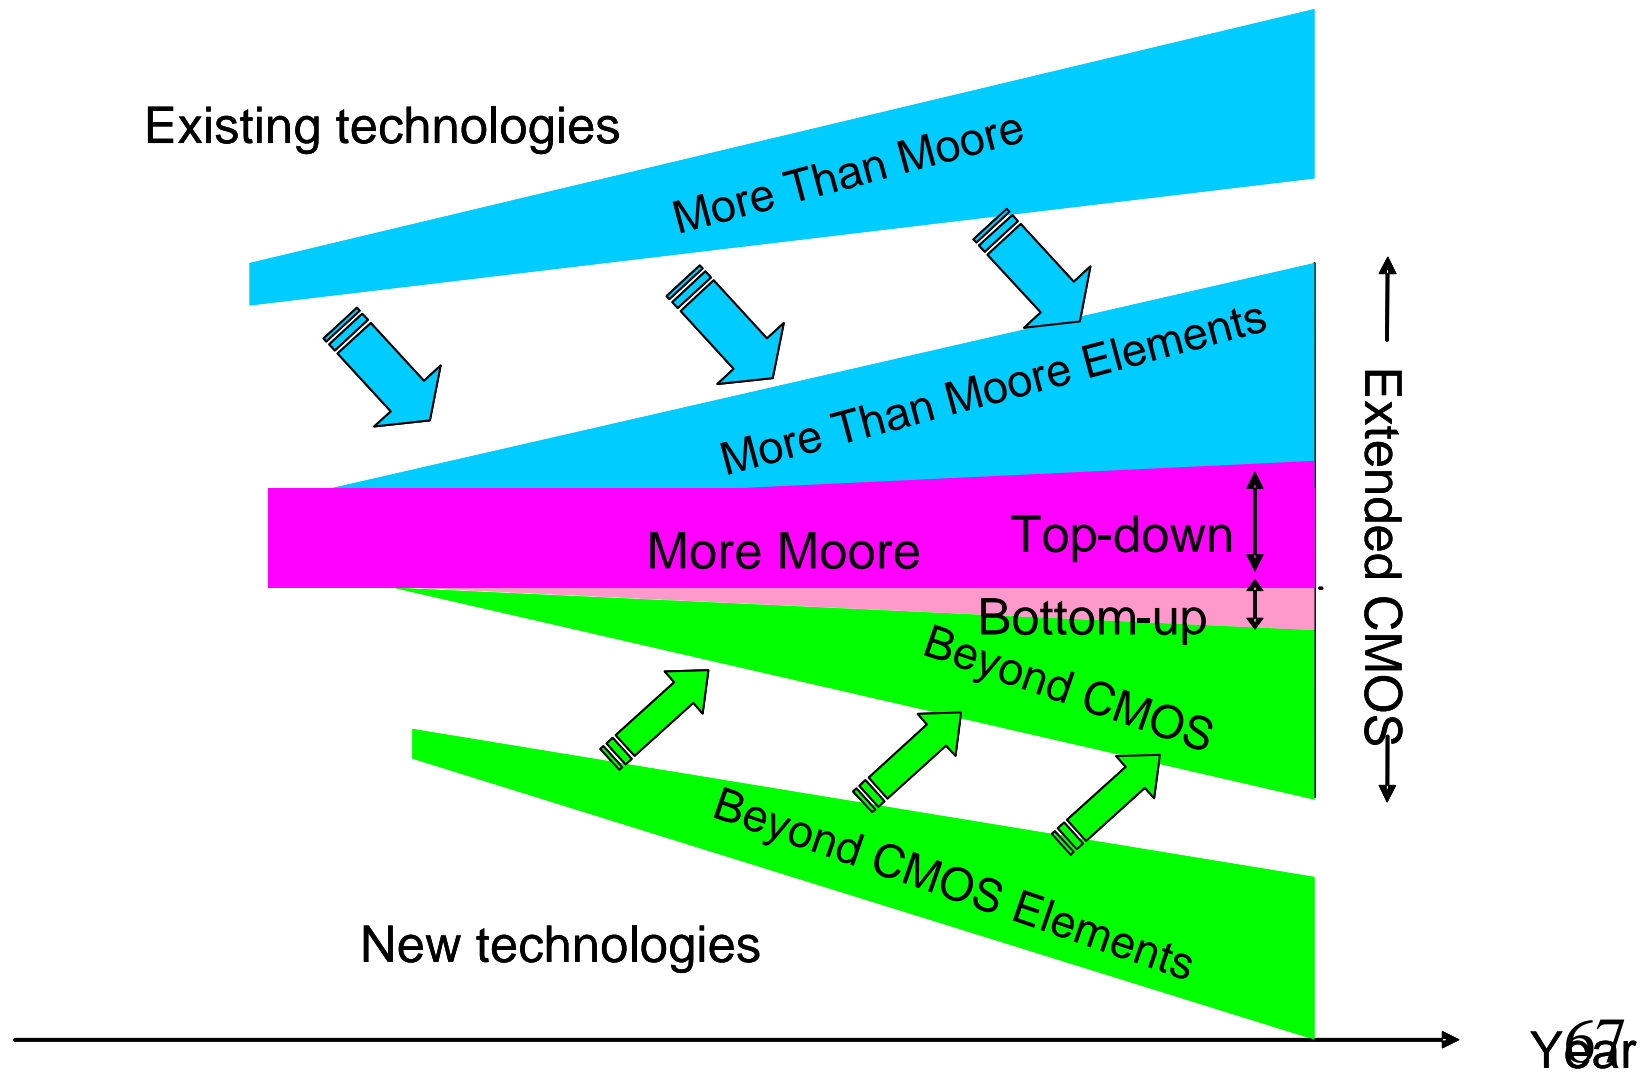 Existing technologies
More Than Moore
More Than Moore Elements
Extended CMOS
Top-down
More Moore
Bottom-up
Beyond CMOS
Beyond CMOS Elements
New technologies
Year
67